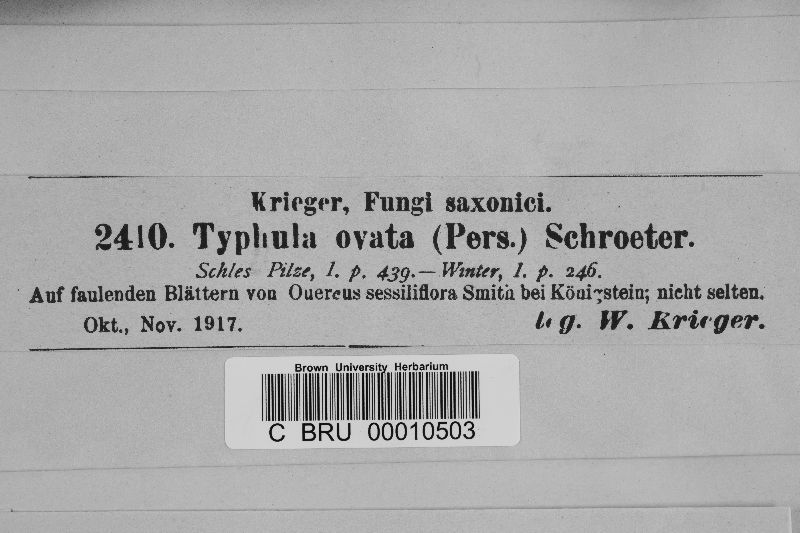 Krieger, Fungi saxonici.
2410. Typhula ovata (Pers.) Schroeter.
Schles Pilze, l. p. 439. — Winter, l. p. 246.
Auf faulenden Blättern von Quercus sessiliflora Smith bei Königstein; nicht selten.
Okt., Nov. 1917. leg. W. Krieger.
Brown University Herbarium
C BRU 00010503